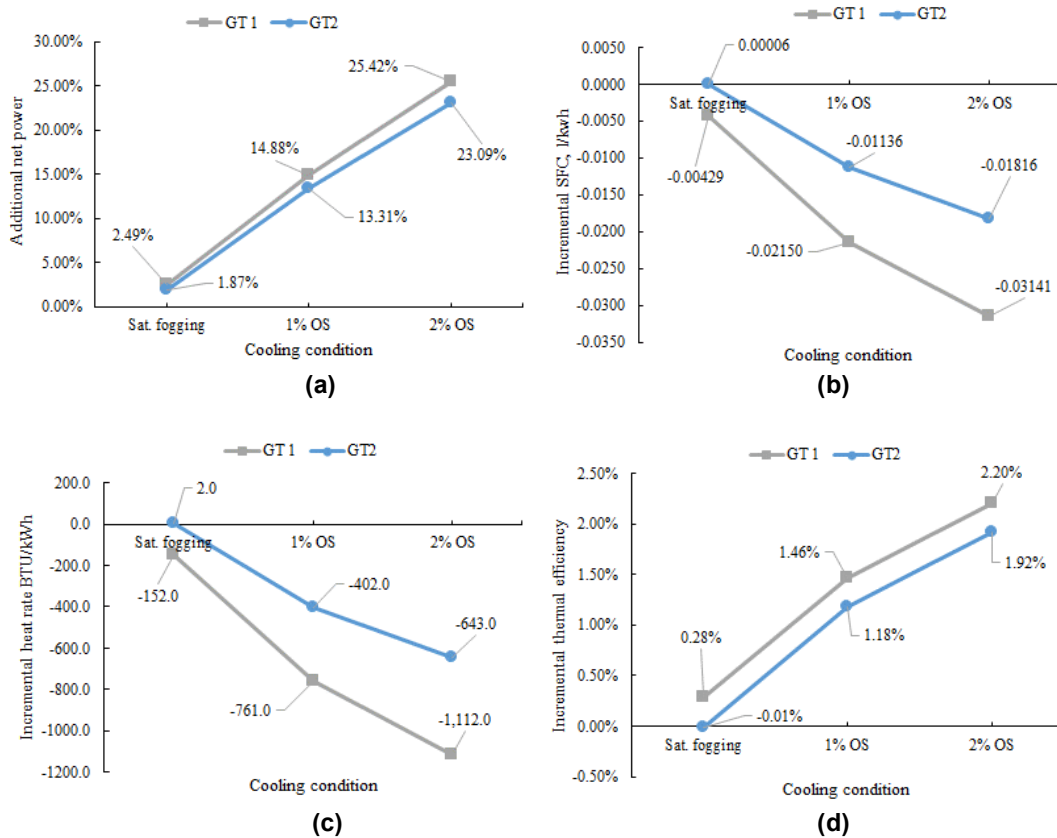 GT 1 GT2
30.00%
25.00%
20.00%
15.00%
10.00%
5.00%
0.00%
Additional net power
2.49%
1.87%
14.88%
13.31%
25.42%
23.09%
Sat. fogging 1% OS 2% OS
Cooling condition
(a)
GT 1 GT2
0.0050
0.0000
-0.0050
-0.0100
-0.0150
-0.0200
-0.0250
-0.0300
-0.0350
Incremental SFC, l/kwh
0.00006
-0.00429
-0.01136
-0.02150
-0.01816
-0.03141
Sat. fogging 1% OS 2% OS
Cooling condition
(b)
GT 1 GT2
200.0
0.0
-200.0
-400.0
-600.0
-800.0
-1000.0
-1200.0
Incremental heat rate BTU/kWh
2.0
-152.0
-402.0
-761.0
-643.0
-1,112.0
Sat. fogging 1% OS 2% OS
Cooling condition
(c)
GT 1 GT2
2.50%
2.00%
1.50%
1.00%
0.50%
0.00%
-0.50%
Incremental thermal efficiency
0.28%
-0.01%
1.46%
1.18%
2.20%
1.92%
Sat. fogging 1% OS 2% OS
Cooling condition
(d)